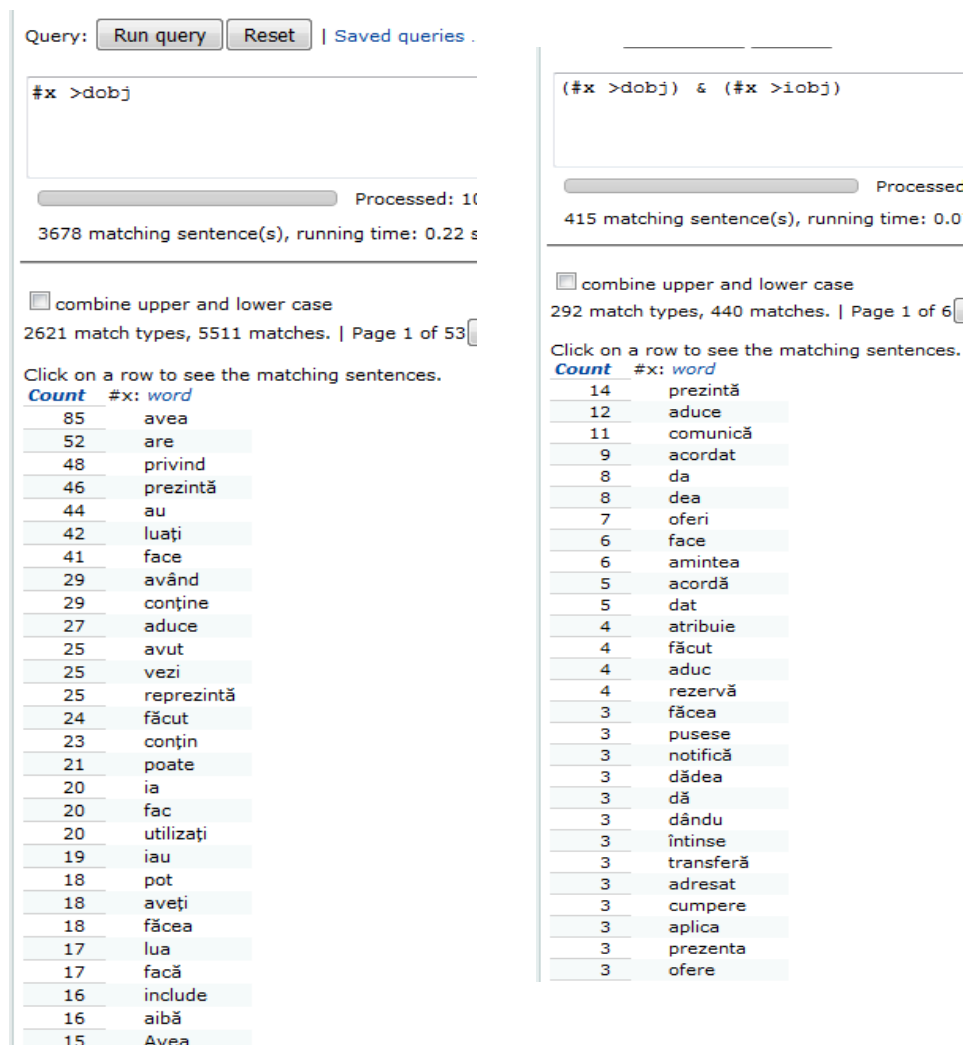 Query: Run query Reset | Saved queries .
#x >dobj
Processed: 10
3678 matching sentence(s), running time: 0.22 s
combine upper and lower case
2621 match types, 5511 matches. | Page 1 of 53
Click on a row to see the matching sentences.
Count #x: word
85 avea
52 are
48 privind
46 prezintă
44 au
42 luați
41 face
29 având
29 conține
27 aduce
25 avut
25 vezi
25 reprezintă
24 făcut
23 conțin
21 poate
20 ia
20 fac
20 utilizați
19 iau
18 pot
18 aveți
18 făcea
17 lua
17 facă
16 include
16 aibă
15 Avea
(#x >dobj) & (#x >iobj)
Processed
415 matching sentence(s), running time: 0.0
292 match types, 440 matches. | Page 1 of 6
combine upper and lower case
Click on a row to see the matching sentences.
Count #x: word
14 prezintă
12 aduce
11 comunică
9 acordat
8 da
8 dea
7 oferi
6 face
6 amintea
5 acordă
5 dat
4 atribuie
4 făcut
4 aduc
4 rezervă
3 făcea
3 pusese
3 notifică
3 dădea
3 dă
3 dându
3 întinse
3 transferă
3 adresat
3 cumpere
3 aplica
3 prezenta
3 ofere